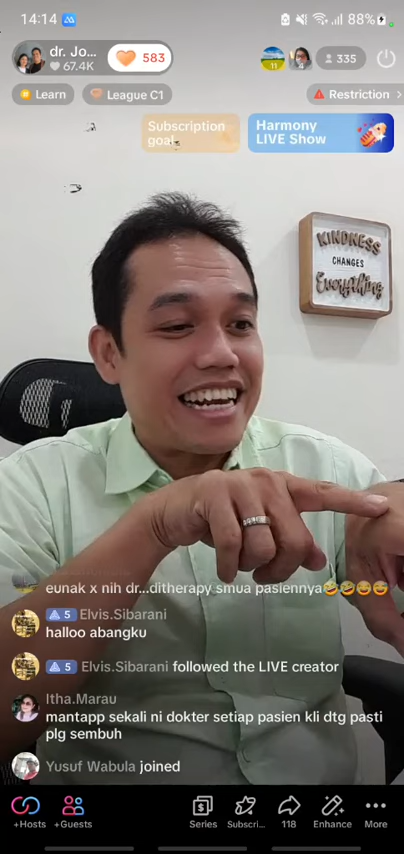 14:14
88%
dr. Jo...
67.4K
583
11
335
Learn
League C1
Restriction
Subscription goal
Harmony
LIVE Show
KINDNESS
CHANGES
Everything
eunak x nih dr...ditherapy smua pasiennya🤣🤣😅😅
5 Elvis.Sibarani
halloo abangku
5 Elvis.Sibarani followed the LIVE creator
Itha.Marau
mantapp sekali ni dokter setiap pasien kli dtg pasti
plg sembuh
Yusuf Wabula joined
+Hosts
+Guests
Series
Subscri...
118
Enhance
More